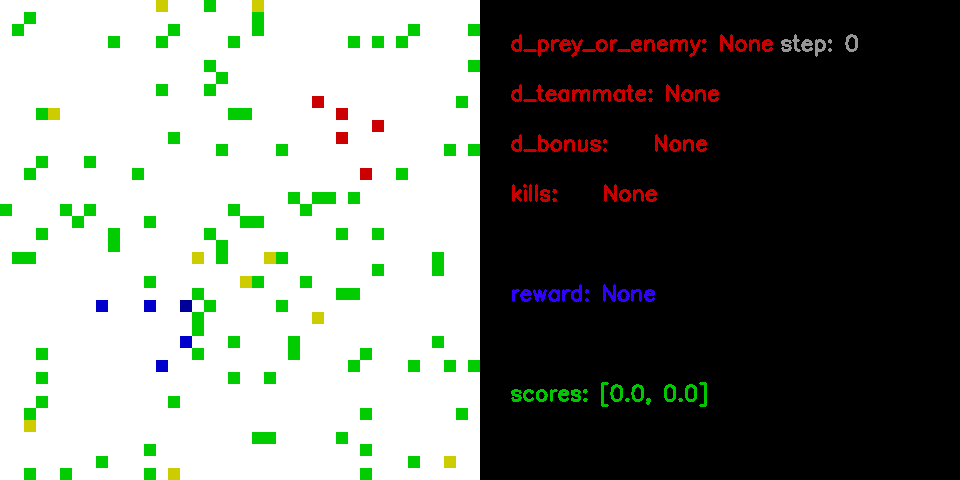 d_prey_or_enemy: None step: 0
d_teammate: None
d_bonus: None
kills: None
reward: None
scores: [0.0, 0.0]